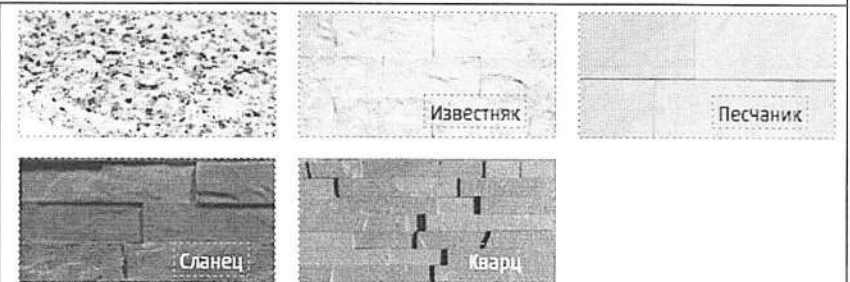 Известняк
Песчаник
Сланец
Кварц